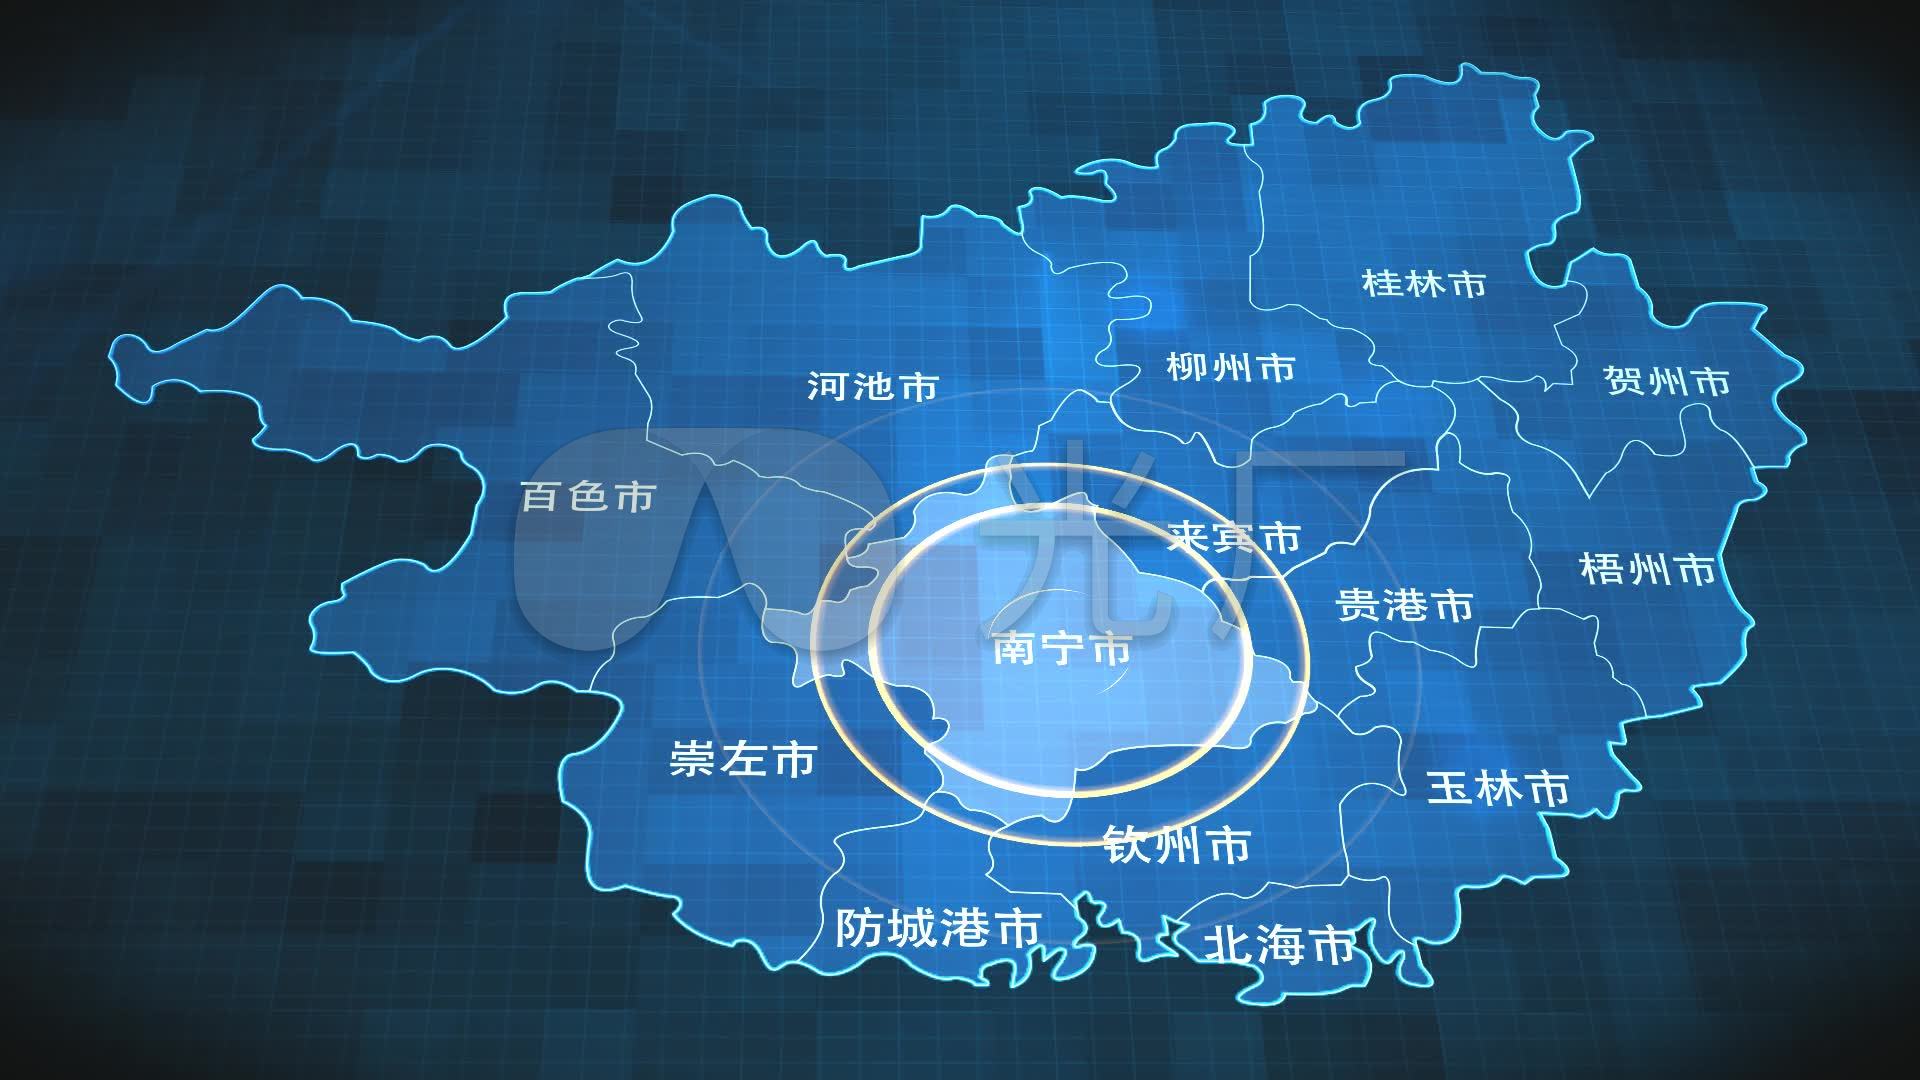 桂林市
柳州市
贺州市
河池市
百色市
光厂
来宾市
梧州市
贵港市
南宁市
崇左市
玉林市
钦州市
防城港市
北海市